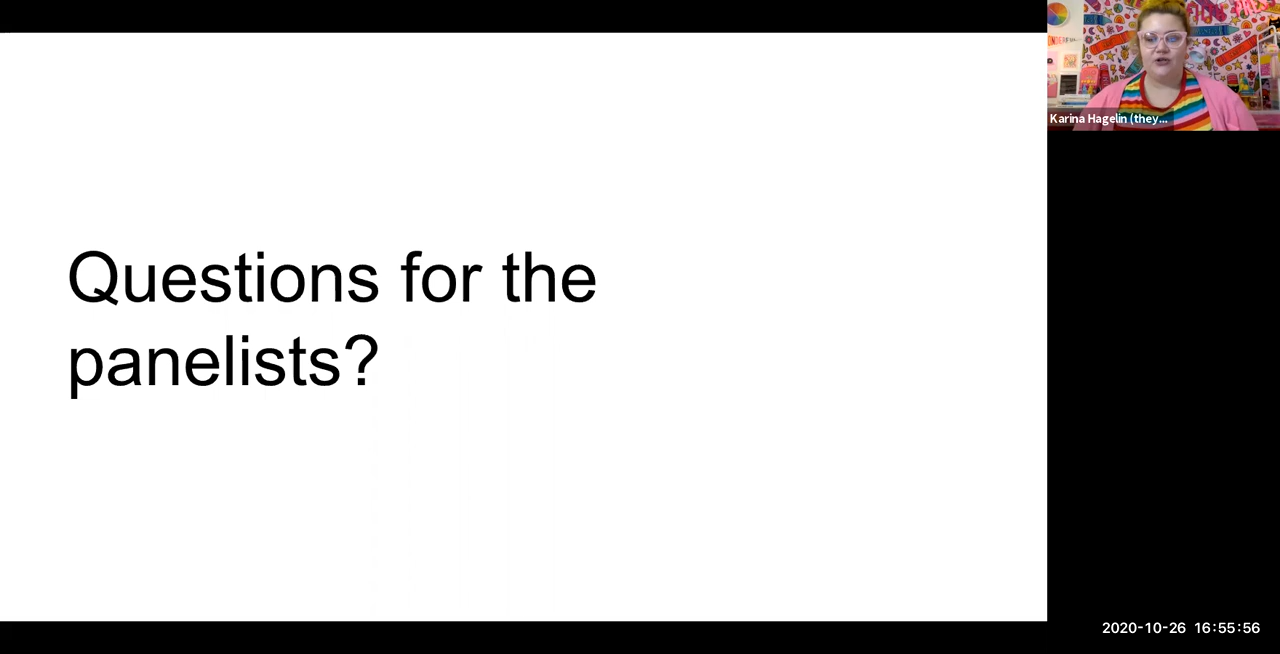 Questions for the
panelists?
Karina Hagelin (they...
2020-10-26 16:55:56